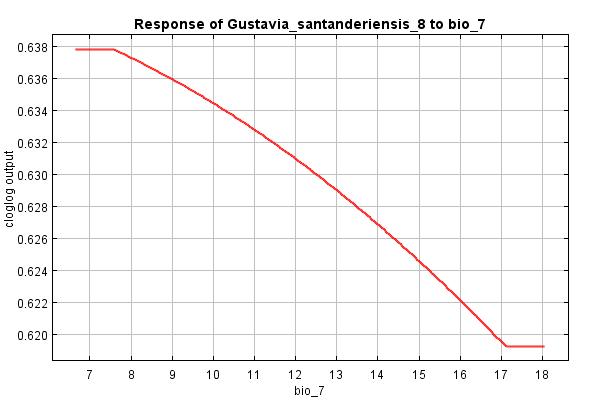 Response of Gustavia_santanderiensis_8 to bio_7
0.638
0.636
0.634
0.632
0.630
0.628
0.626
0.624
0.622
0.620
cloglog output
7 8 9 10 11 12 13 14 15 16 17 18
bio_7